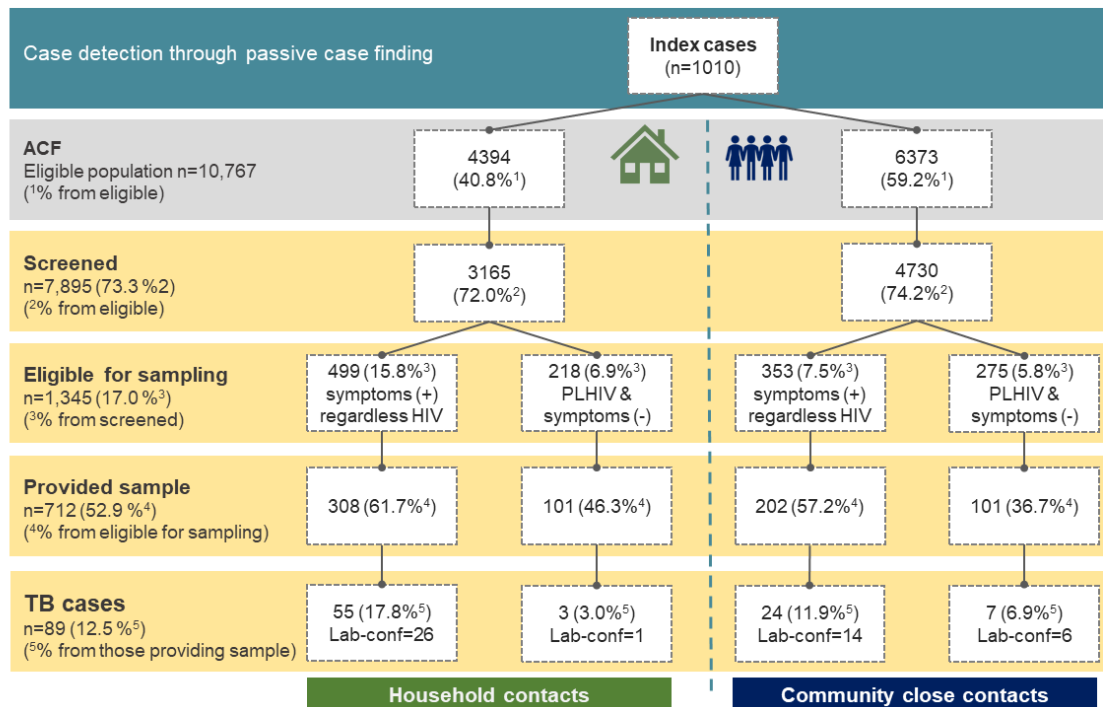 Case detection through passive case finding
Index cases
(n=1010)
ACF
Eligible population n=10,767
(¹% from eligible)
4394
(40.8%¹)
6373
(59.2%¹)
Screened
n=7,895 (73.3 %2)
(²% from eligible)
3165
(72.0%²)
4730
(74.2%²)
Eligible for sampling
n=1,345 (17.0 %³)
(³% from screened)
499 (15.8%³)
symptoms (+)
regardless HIV
218 (6.9%³)
PLHIV &
symptoms (-)
353 (7.5%³)
symptoms (+)
regardless HIV
275 (5.8%³)
PLHIV &
symptoms (-)
Provided sample
n=712 (52.9 %⁴)
(⁴% from eligible for sampling)
308 (61.7%⁴)
101 (46.3%⁴)
202 (57.2%⁴)
101 (36.7%⁴)
TB cases
n=89 (12.5 %⁵)
(⁵% from those providing sample)
55 (17.8%⁵)
Lab-conf=26
3 (3.0%⁵)
Lab-conf=1
24 (11.9%⁵)
Lab-conf=14
7 (6.9%⁵)
Lab-conf=6
Household contacts
Community close contacts